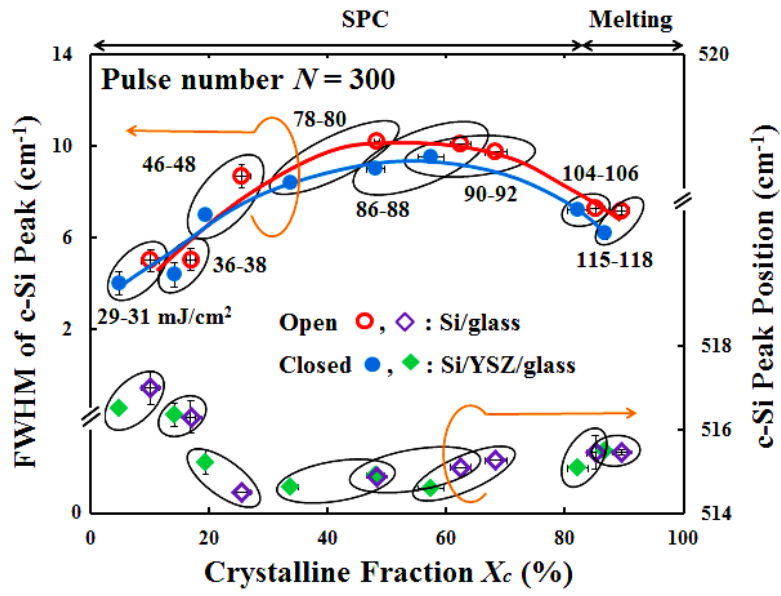 SPC Melting
14 520
Pulse number N = 300
78-80
46-48
10
104-106
90-92
86-88
36-38
6
115-118
29-31 mJ/cm²
Open , : Si/glass
2 518
Closed , : Si/YSZ/glass
516
0 514
0 20 40 60 80 100
Crystalline Fraction Xc (%)
FWHM of c-Si Peak (cm⁻¹)
c-Si Peak Position (cm⁻¹)